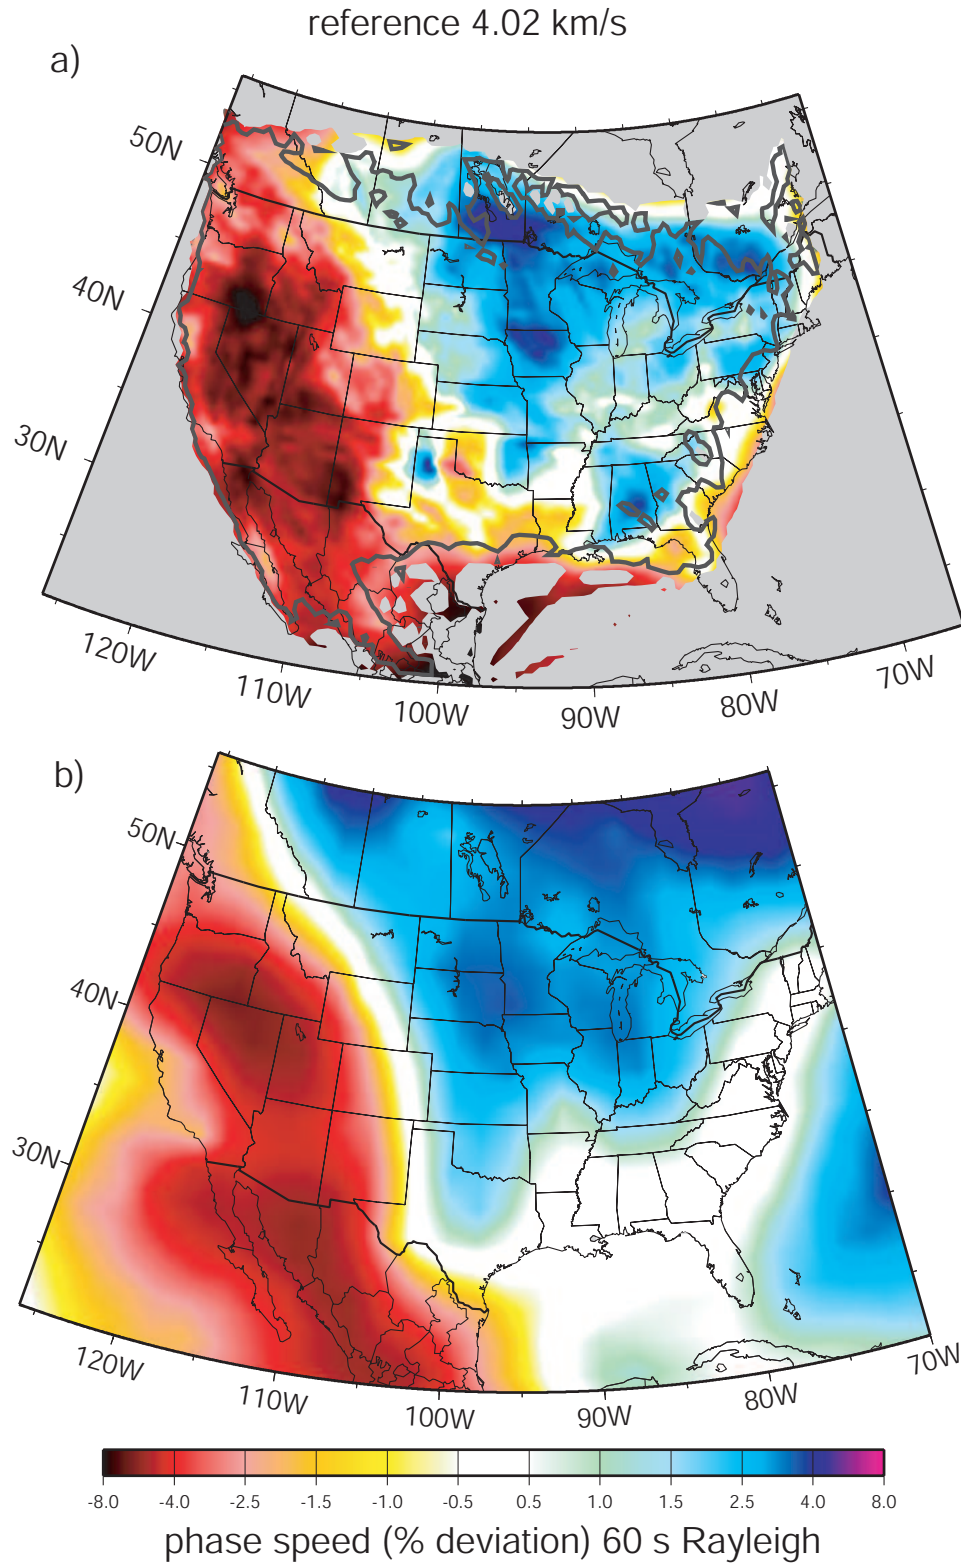 reference 4.02 km/s
a)
50N
40N
30N
120W
110W
100W
90W
80W
70W
b)
50N
40N
30N
120W
110W
100W
90W
80W
70W
-8.0 -4.0 -2.5 -1.5 -1.0 -0.5 0.5 1.0 1.5 2.5 4.0 8.0
phase speed (% deviation) 60 s Rayleigh